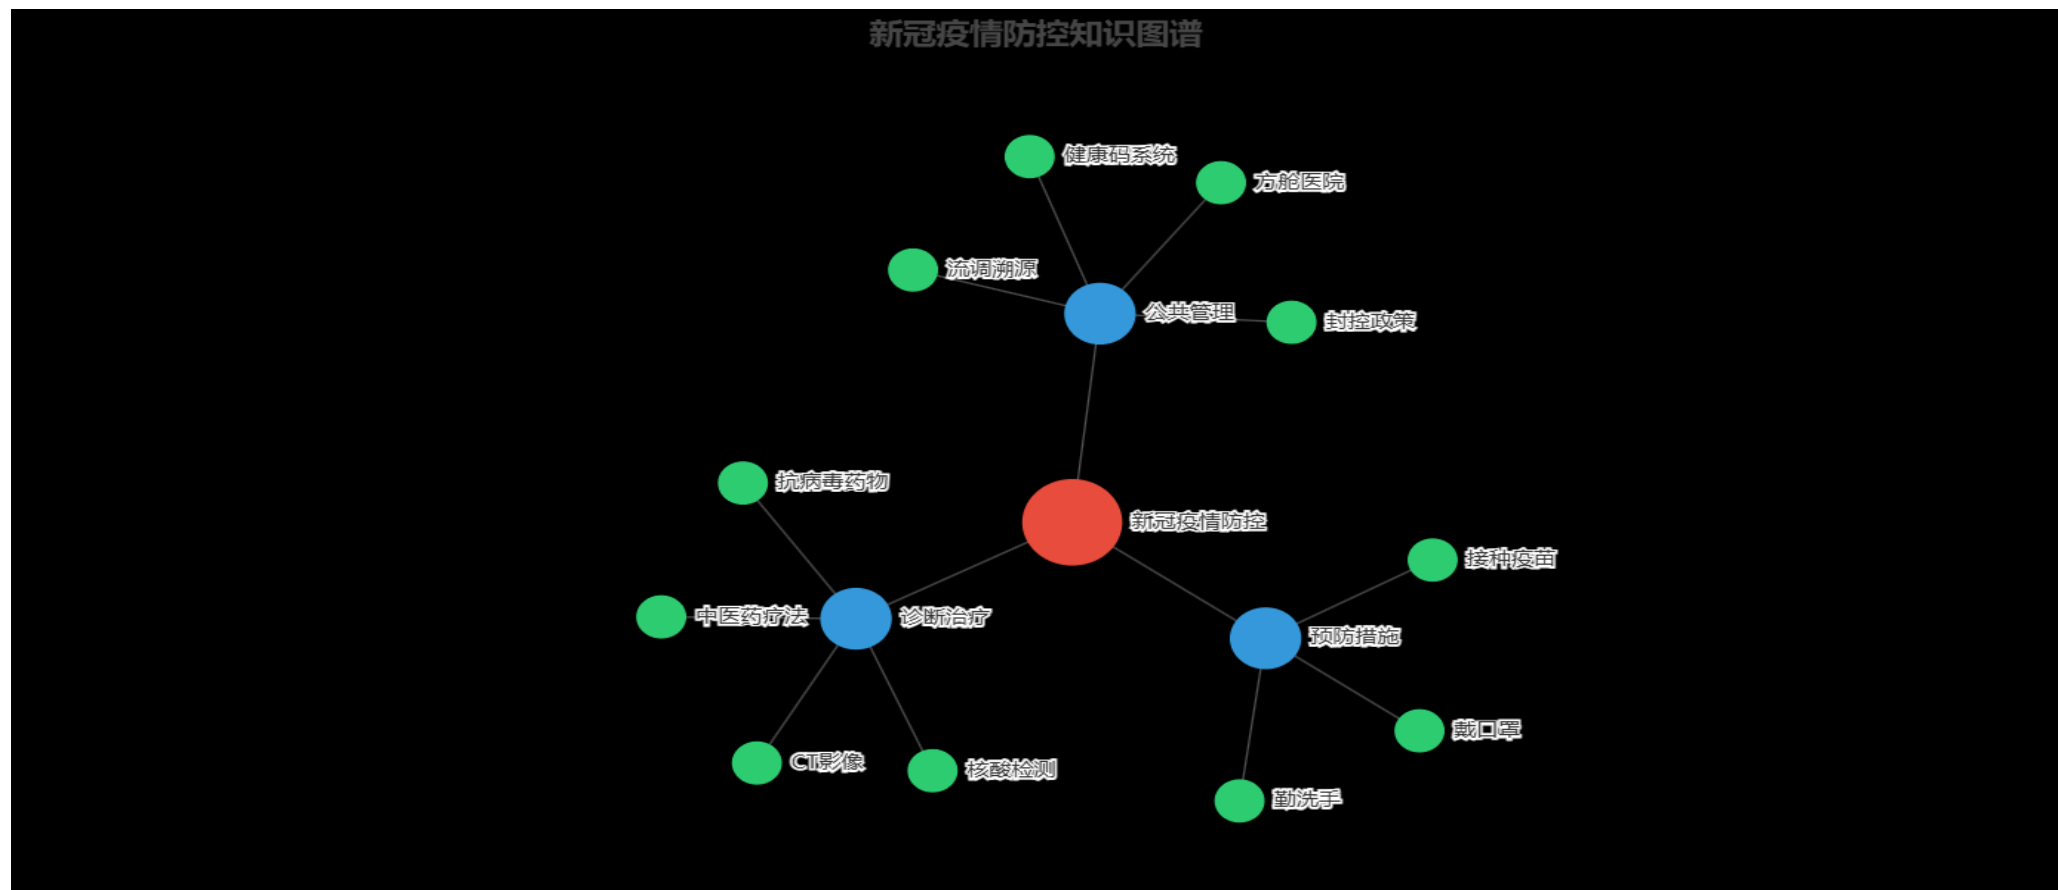 新冠疫情防控知识图谱
健康码系统
方舱医院
流调溯源
公共管理
封控政策
抗病毒药物
新冠疫情防控
接种疫苗
中医药疗法
诊断治疗
预防措施
戴口罩
CT影像
核酸检测
勤洗手